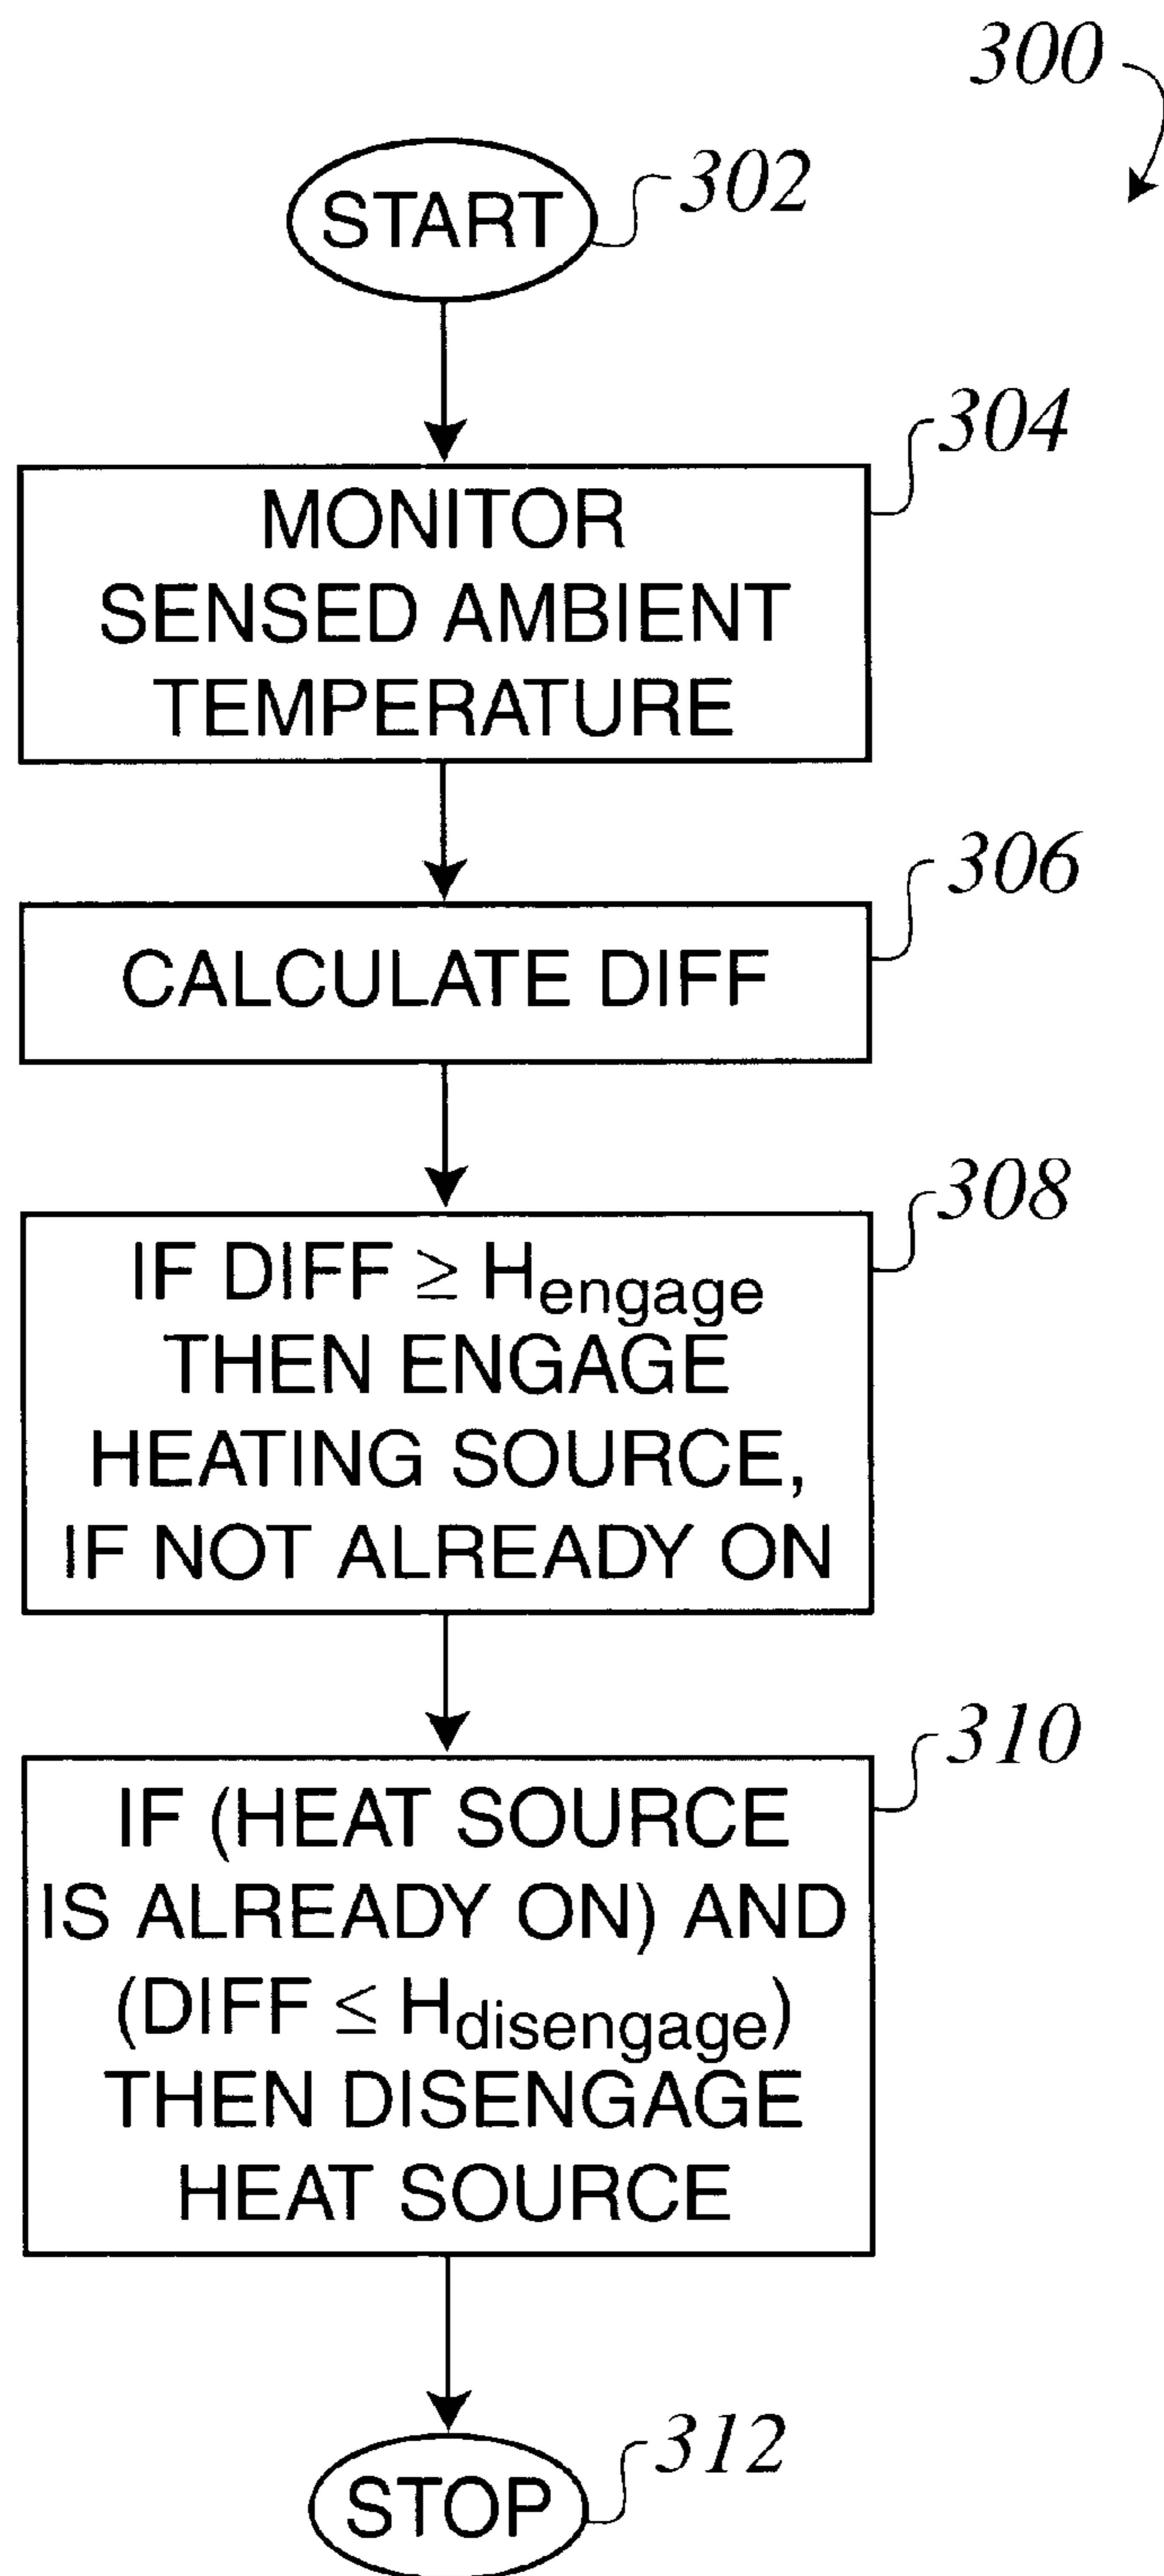 300
START
302
304
MONITOR
SENSED AMBIENT
TEMPERATURE
306
CALCULATE DIFF
308
IF DIFF ≥ Hengage
THEN ENGAGE
HEATING SOURCE,
IF NOT ALREADY ON
310
IF (HEAT SOURCE
IS ALREADY ON) AND
(DIFF ≤ Hdisengage)
THEN DISENGAGE
HEAT SOURCE
312
STOP